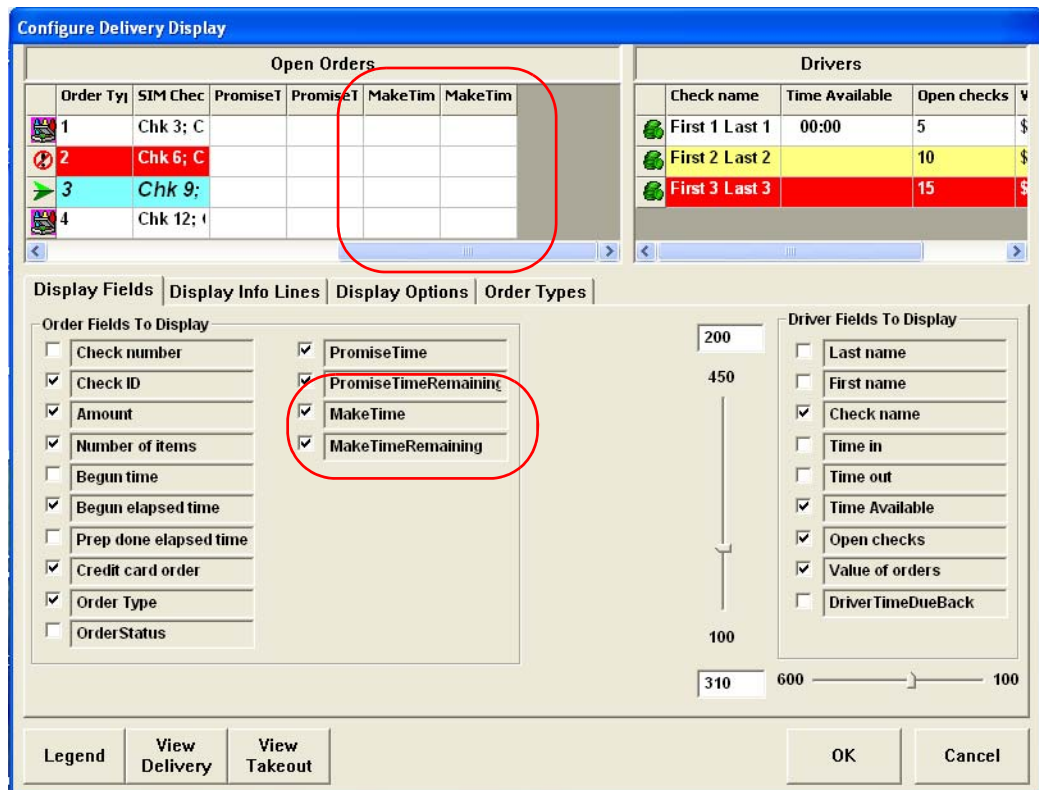 Configure Delivery Display
Open Orders
Order Ty SIM Chec PromiseT PromiseT MakeTim MakeTim
1 Chk 3; C
2 Chk 6; C
3 Chk 9;
4 Chk 12;
Drivers
Check name Time Available Open checks
First 1 Last 1 00:00 5 $
First 2 Last 2 10 $
First 3 Last 3 15 $
Display Fields Display Info Lines Display Options Order Types
Order Fields To Display
Check number
Check ID
Amount
Number of items
Begun time
Begun elapsed time
Prep done elapsed time
Credit card order
Order Type
OrderStatus
PromiseTime
PromiseTimeRemaining
MakeTime
MakeTimeRemaining
200
450
100
310
600 100
Driver Fields To Display
Last name
First name
Check name
Time in
Time out
Time Available
Open checks
Value of orders
DriverTimeDueBack
Legend
View
Delivery
View
Takeout
OK
Cancel